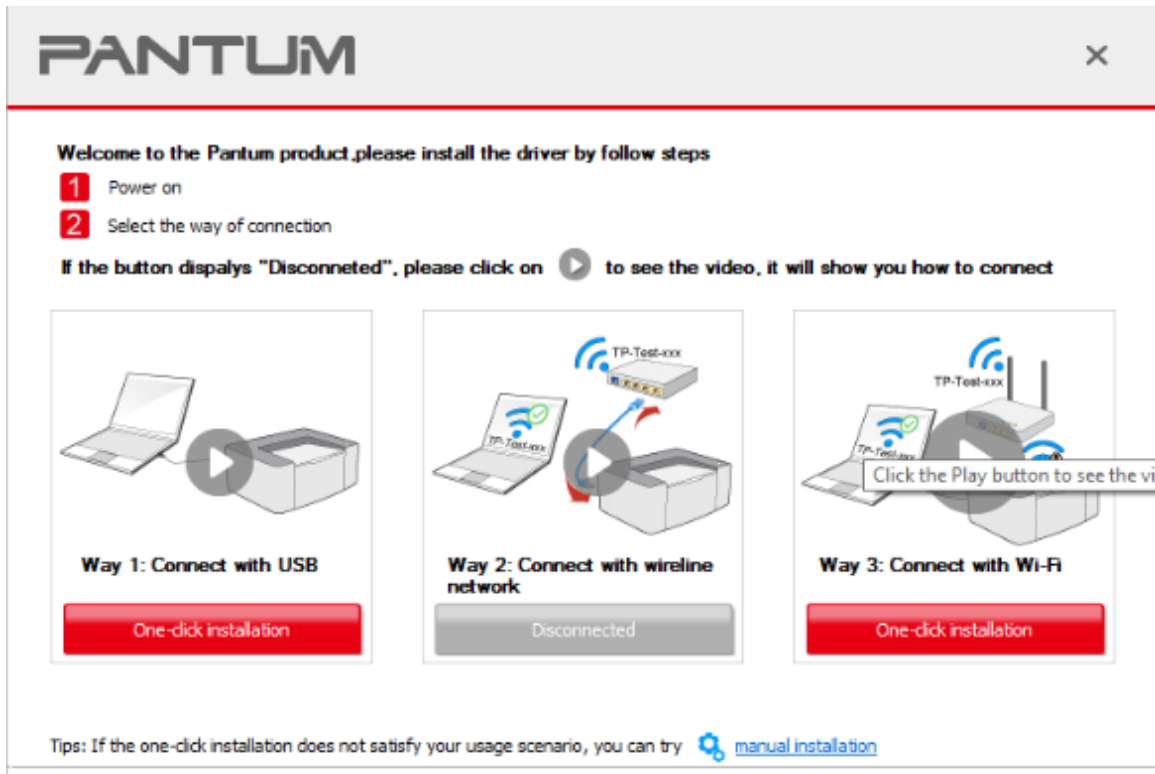 PANTUM
Welcome to the Pantum product,please install the driver by follow steps
1 Power on
2 Select the way of connection
If the button dispalys "Disconneted", please click on to see the video, it will show you how to connect
TP-Test-xxx
TP-Test-xxx
TP-Test-xxx
TP-Test-xxx
Click the Play button to see the vi
Way 1: Connect with USB
Way 2: Connect with wireline
network
Way 3: Connect with Wi-Fi
One-click installation
Disconnected
One-click installation
Tips: If the one-click installation does not satisfy your usage scenario, you can try manual installation